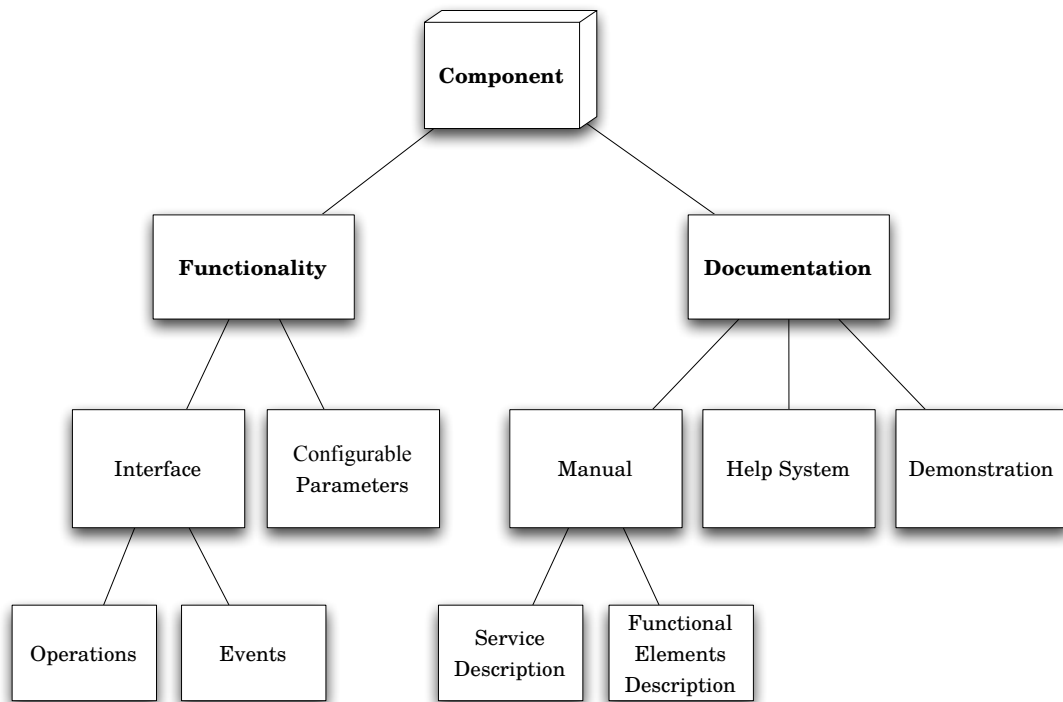 Component
Functionality
Documentation
Interface
Configurable
Parameters
Manual
Help System
Demonstration
Operations
Events
Service
Description
Functional
Elements
Description